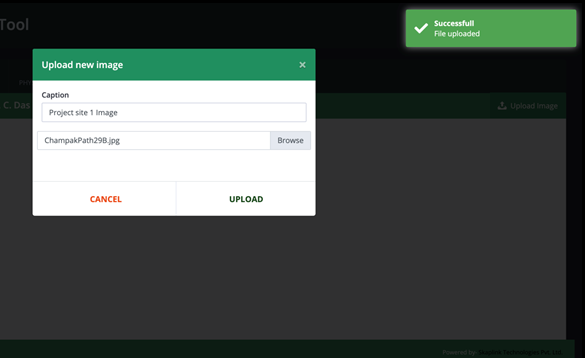 Tool
Successfull
File uploaded
Upload new image
×
Caption
Project site 1 Image
C. Das
Upload image
ChampakPath29B.jpg
Browse
CANCEL
UPLOAD
Powered by